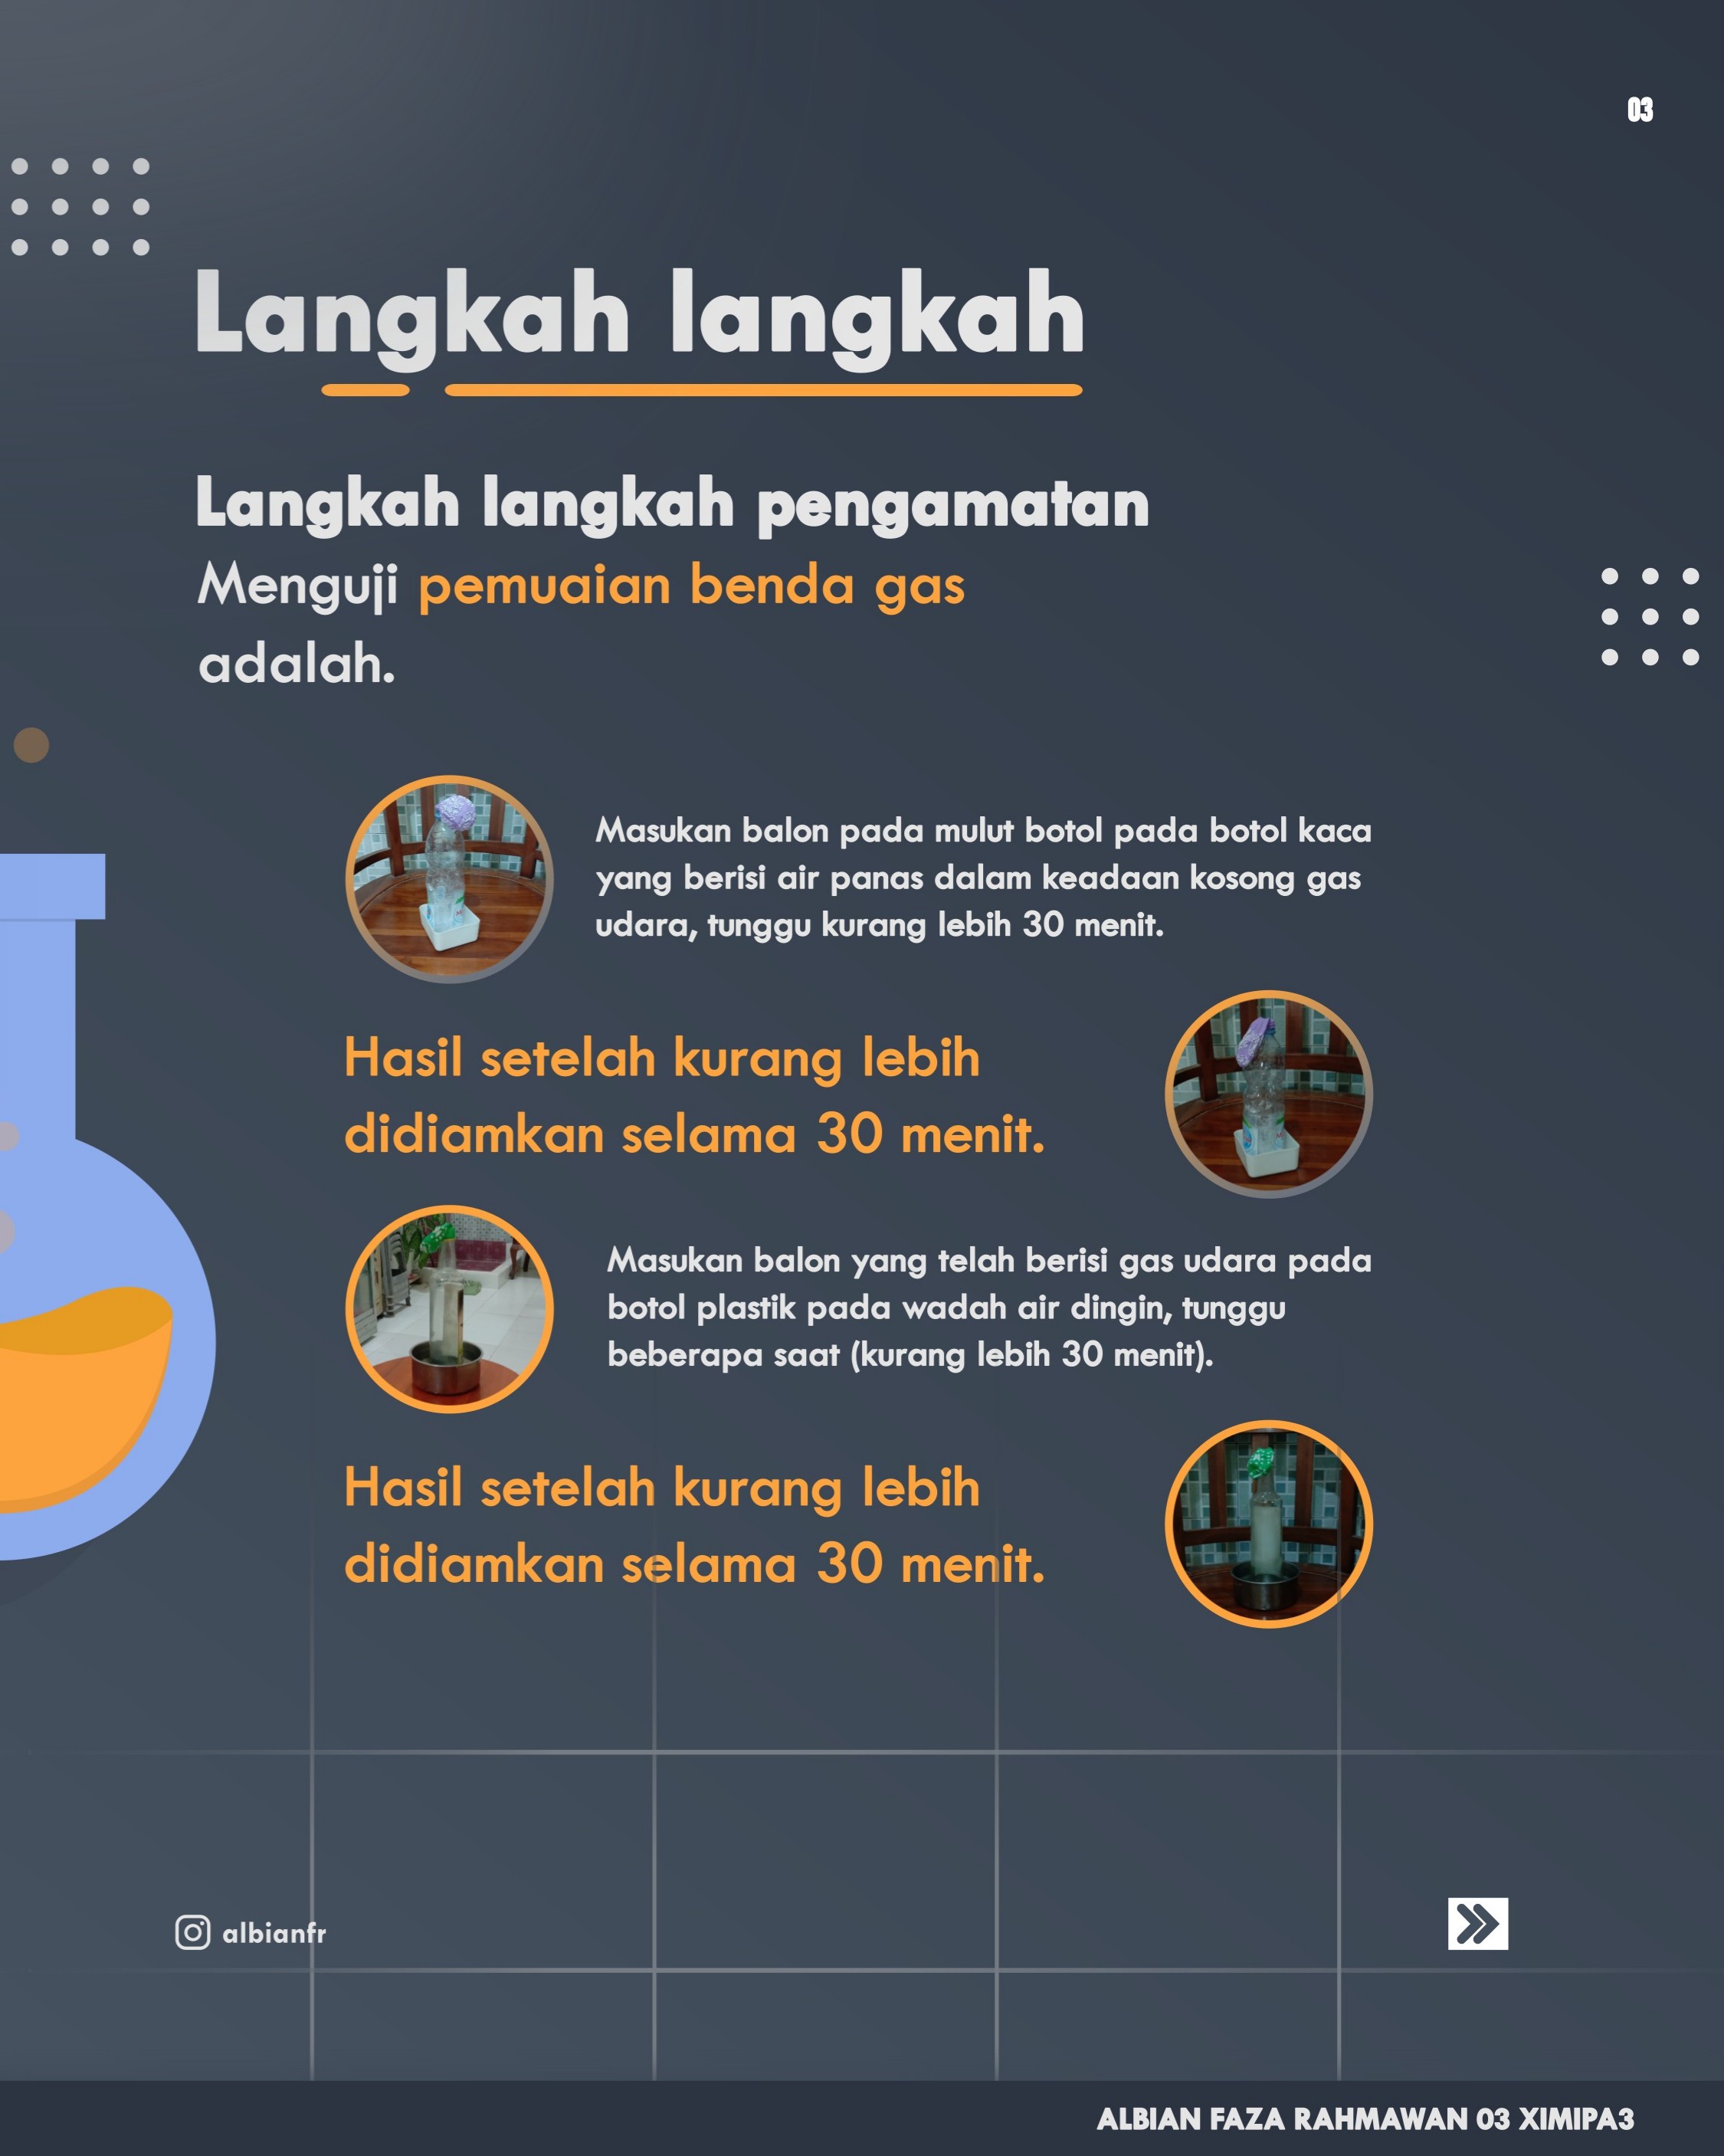 03
Langkah langkah
Langkah langkah pengamatan
Menguji pemuaian benda gas
adalah.
Masukan balon pada mulut botol pada botol kaca
yang berisi air panas dalam keadaan kosong gas
udara, tunggu kurang lebih 30 menit.
Hasil setelah kurang lebih
didiamkan selama 30 menit.
Masukan balon yang telah berisi gas udara pada
botol plastik pada wadah air dingin, tunggu
beberapa saat (kurang lebih 30 menit).
Hasil setelah kurang lebih
didiamkan selama 30 menit.
albianfr
ALBIAN FAZA RAHMAWAN 03 XIMIPA3